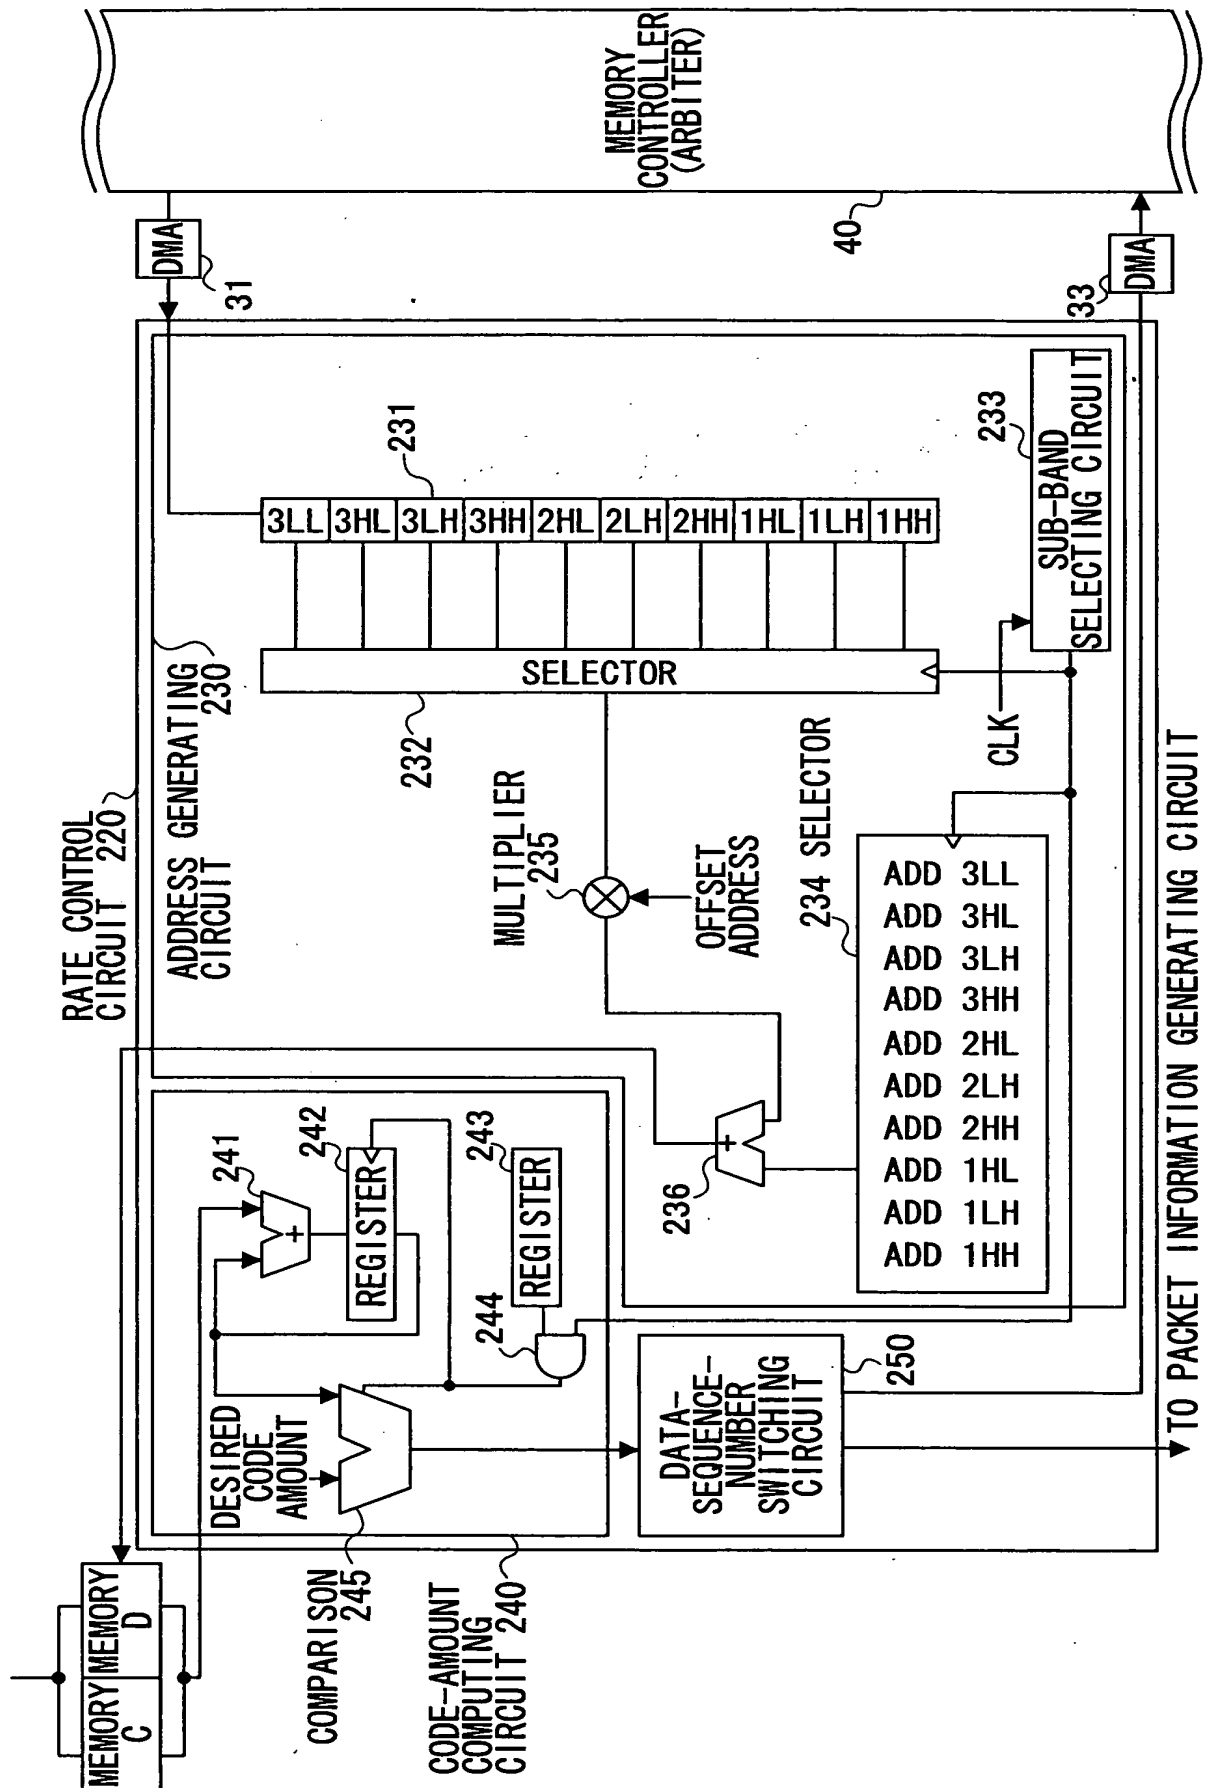 MEMORY
C
MEMORY
D
RATE CONTROL
CIRCUIT 220
ADDRESS GENERATING
CIRCUIT 230
DMA
31
MEMORY
CONTROLLER
(ARBITER)
40
COMPARISON
245
DESIRED
CODE
AMOUNT
241
242
REGISTER
243
REGISTER
244
CODE-AMOUNT
COMPUTING
CIRCUIT 240
MULTIPLIER
235
OFFSET
ADDRESS
236
232
SELECTOR
231
3LL
3HL
3LH
3HH
2HL
2LH
2HH
1HL
1LH
1HH
234 SELECTOR
ADD 3LL
ADD 3HL
ADD 3LH
ADD 3HH
ADD 2HL
ADD 2LH
ADD 2HH
ADD 1HL
ADD 1LH
ADD 1HH
CLK
233
SUB-BAND
SELECTING CIRCUIT
DATA-
SEQUENCE-
NUMBER
SWITCHING
CIRCUIT
250
33
DMA
TO PACKET INFORMATION GENERATING CIRCUIT